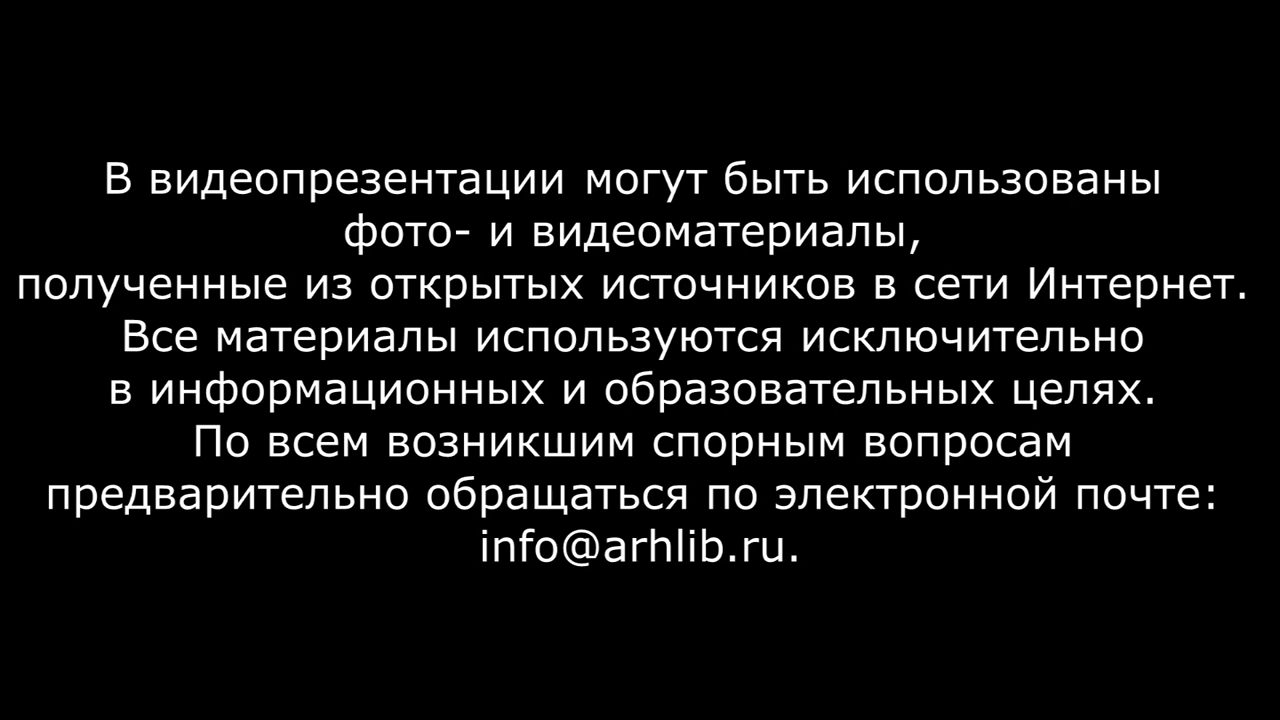 В видеопрезентации могут быть использованы
фото- и видеоматериалы,
полученные из открытых источников в сети Интернет.
Все материалы используются исключительно
в информационных и образовательных целях.
По всем возникшим спорным вопросам
предварительно обращаться по электронной почте:
info@arhlib.ru.